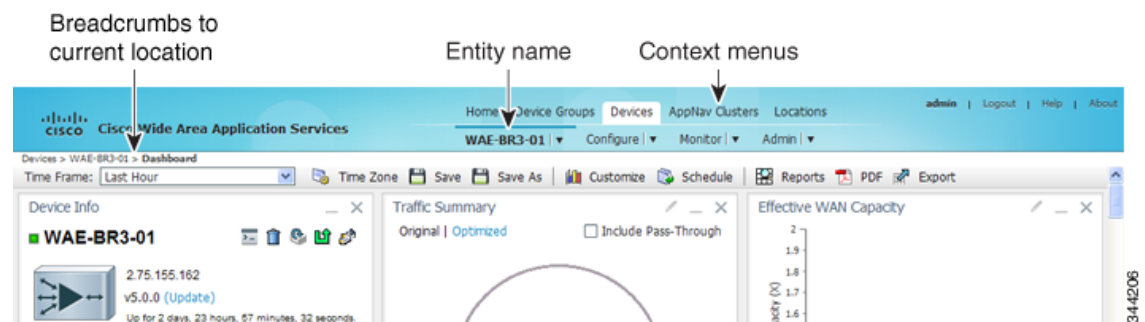 Breadcrumbs to
current location
Entity name
Context menus
Home Device Groups Devices AppNav Clusters Locations
admin | Logout | Help | About
cisco Cisco Wide Area Application Services
WAE-BR3-01 Configure Monitor Admin
Devices > WAE-BR3-01 > Dashboard
Time Frame: Last Hour Time Zone Save Save As Customize Schedule Reports PDF Export
Device Info
WAE-BR3-01
2.75.155.162
v5.0.0 (Update)
Up for 2 days, 23 hours, 57 minutes, 32 seconds.
Traffic Summary
Original | Optimized Include Pass-Through
Effective WAN Capacity
2
1.9
1.8
1.7
1.6
acity (X)
344206